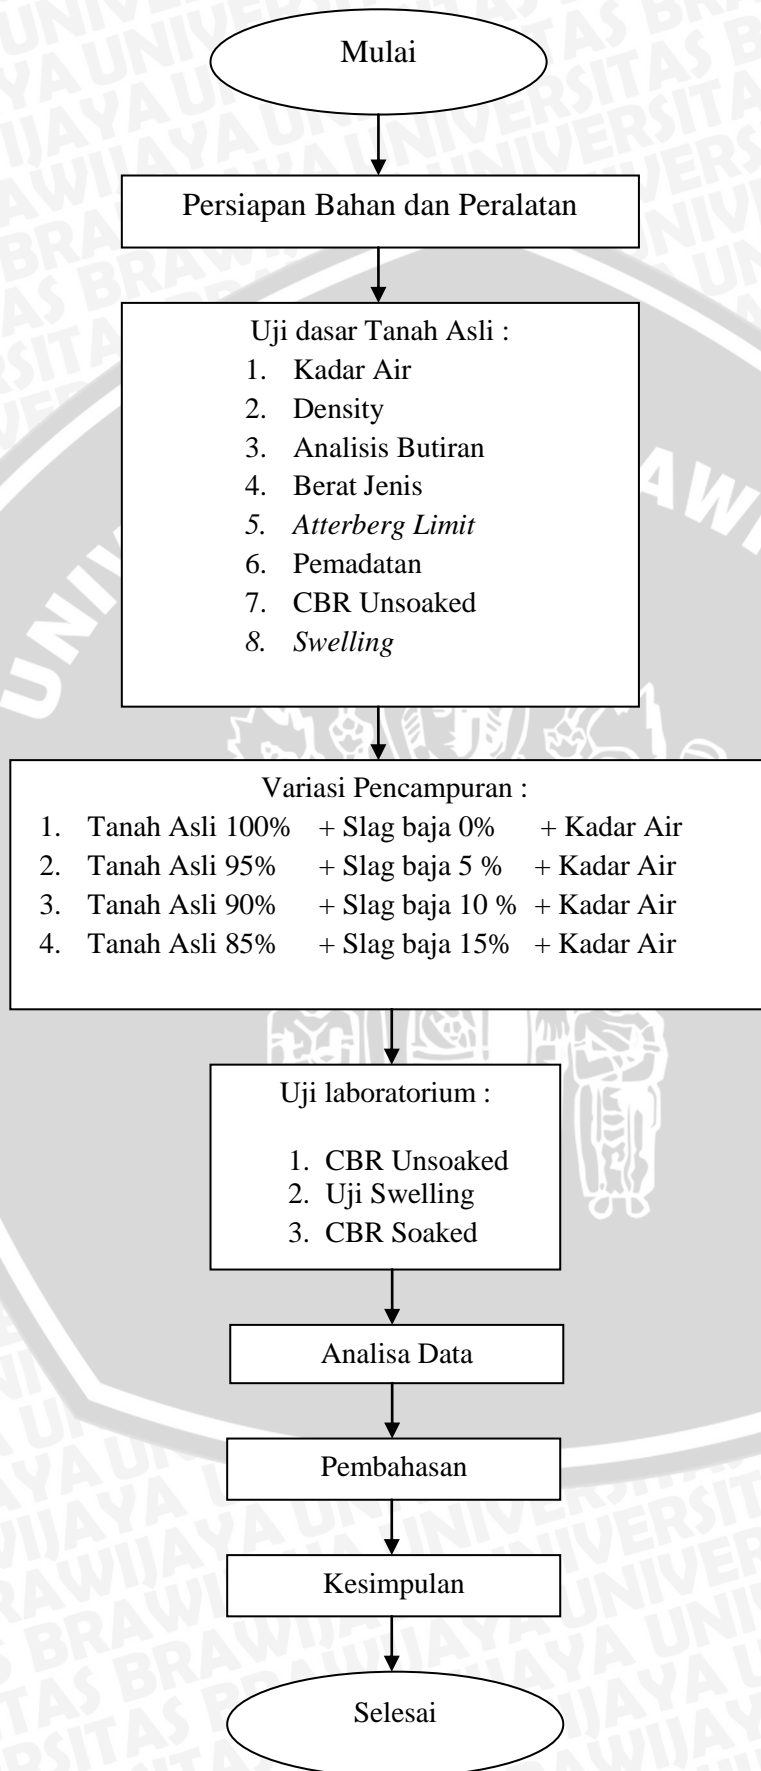 Mulai
Persiapan Bahan dan Peralatan
Uji dasar Tanah Asli :
1. Kadar Air
2. Density
3. Analisis Butiran
4. Berat Jenis
5. Atterberg Limit
6. Pemadatan
7. CBR Unsoaked
8. Swelling
Variasi Pencampuran :
1. Tanah Asli 100% + Slag baja 0% + Kadar Air
2. Tanah Asli 95% + Slag baja 5 % + Kadar Air
3. Tanah Asli 90% + Slag baja 10 % + Kadar Air
4. Tanah Asli 85% + Slag baja 15% + Kadar Air
Uji laboratorium :
1. CBR Unsoaked
2. Uji Swelling
3. CBR Soaked
Analisa Data
Pembahasan
Kesimpulan
Selesai